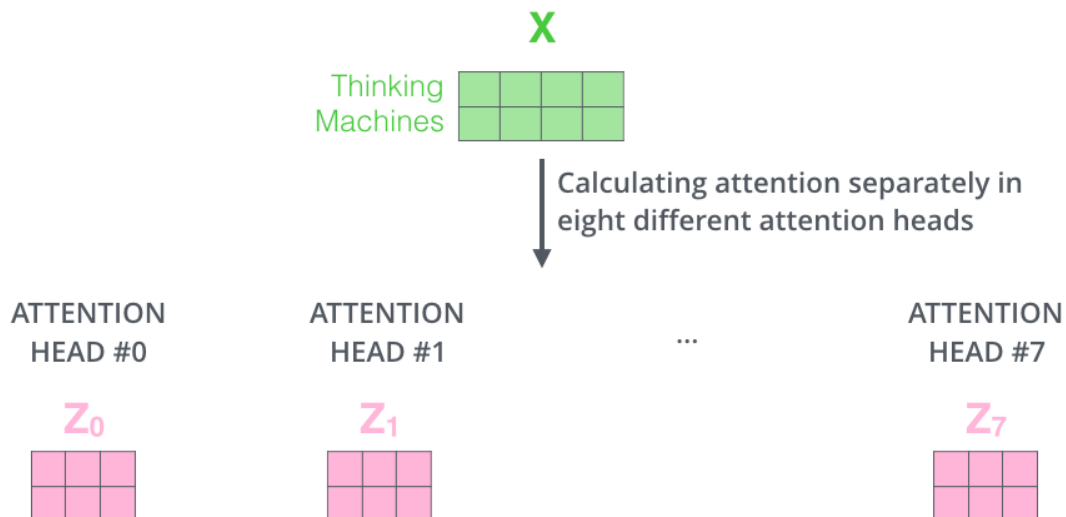 X
Thinking
Machines
Calculating attention separately in
eight different attention heads
ATTENTION
HEAD #0
ATTENTION
HEAD #1
...
ATTENTION
HEAD #7
Z0
Z1
Z7